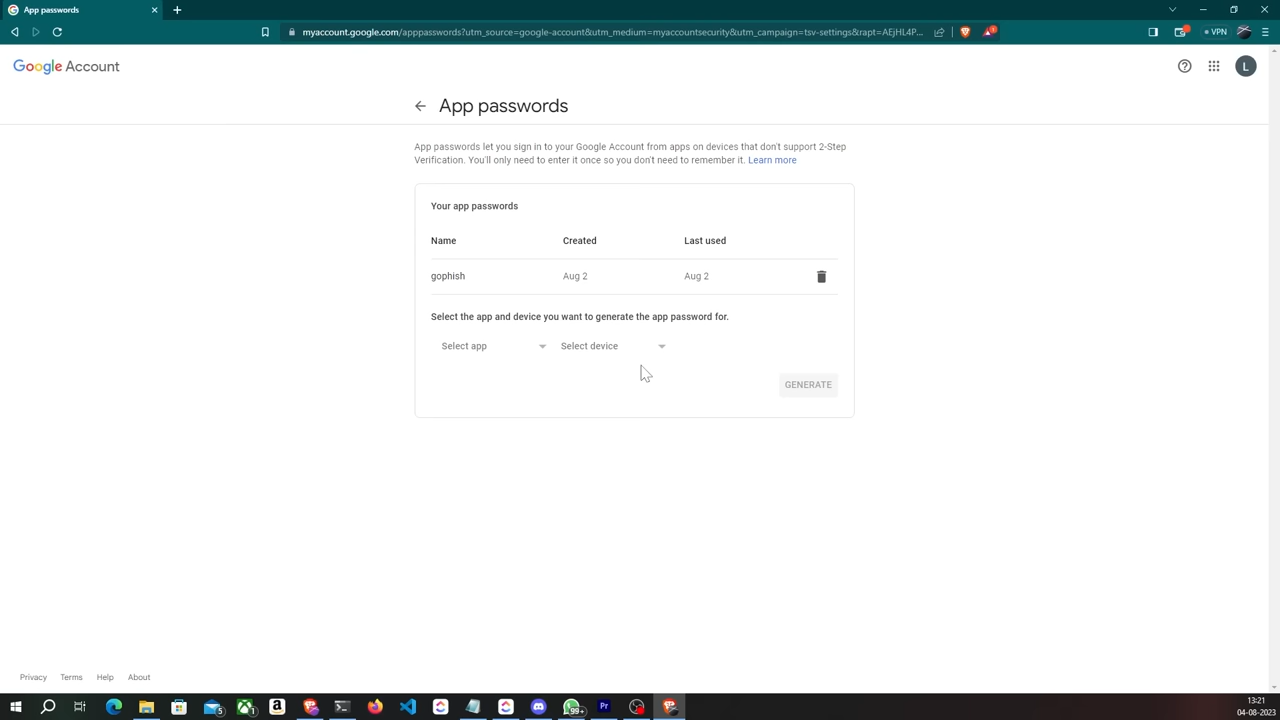 App passwords
myaccount.google.com/apppasswords?utm_source=google-account&utm_medium=myaccountsecurity&utm_campaign=tsv-settings&rapt=AEjHL4P...
VPN
Google Account
L
App passwords
App passwords let you sign in to your Google Account from apps on devices that don't support 2-Step
Verification. You'll only need to enter it once so you don't need to remember it. Learn more
Your app passwords
Name Created Last used
gophish Aug 2 Aug 2
Select the app and device you want to generate the app password for.
Select app Select device
GENERATE
Privacy Terms Help About
5
1
99+
Pr
13:21
04-08-2023